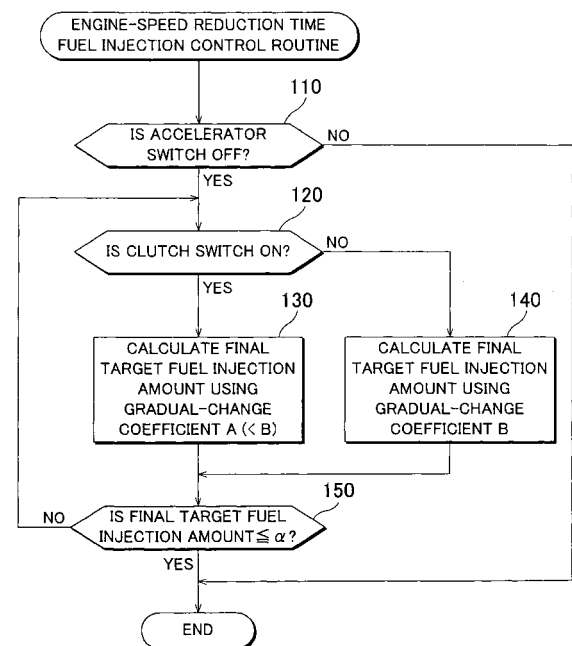 ENGINE-SPEED REDUCTION TIME
FUEL INJECTION CONTROL ROUTINE
110
IS ACCELERATOR
SWITCH OFF?
NO
YES
120
IS CLUTCH SWITCH ON?
NO
YES
130
CALCULATE FINAL
TARGET FUEL INJECTION
AMOUNT USING
GRADUAL-CHANGE
COEFFICIENT A (< B)
140
CALCULATE FINAL
TARGET FUEL INJECTION
AMOUNT USING
GRADUAL-CHANGE
COEFFICIENT B
150
IS FINAL TARGET FUEL
INJECTION AMOUNT ≦ α?
NO
YES
END